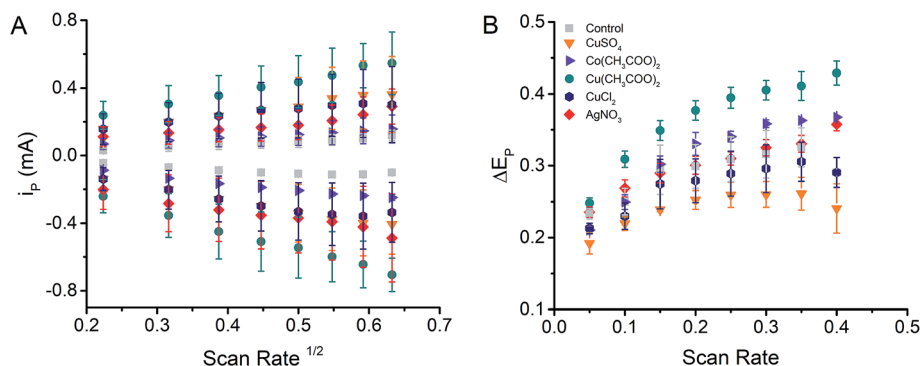 A
i_P (mA)
0.8
0.4
0.0
-0.4
-0.8
0.2
0.3
0.4
0.5
0.6
0.7
Scan Rate ^1/2
B
ΔE_P
0.5
0.4
0.3
0.2
0.1
Control
CuSO₄
Co(CH₃COO)₂
Cu(CH₃COO)₂
CuCl₂
AgNO₃
0.0
0.1
0.2
0.3
0.4
0.5
Scan Rate